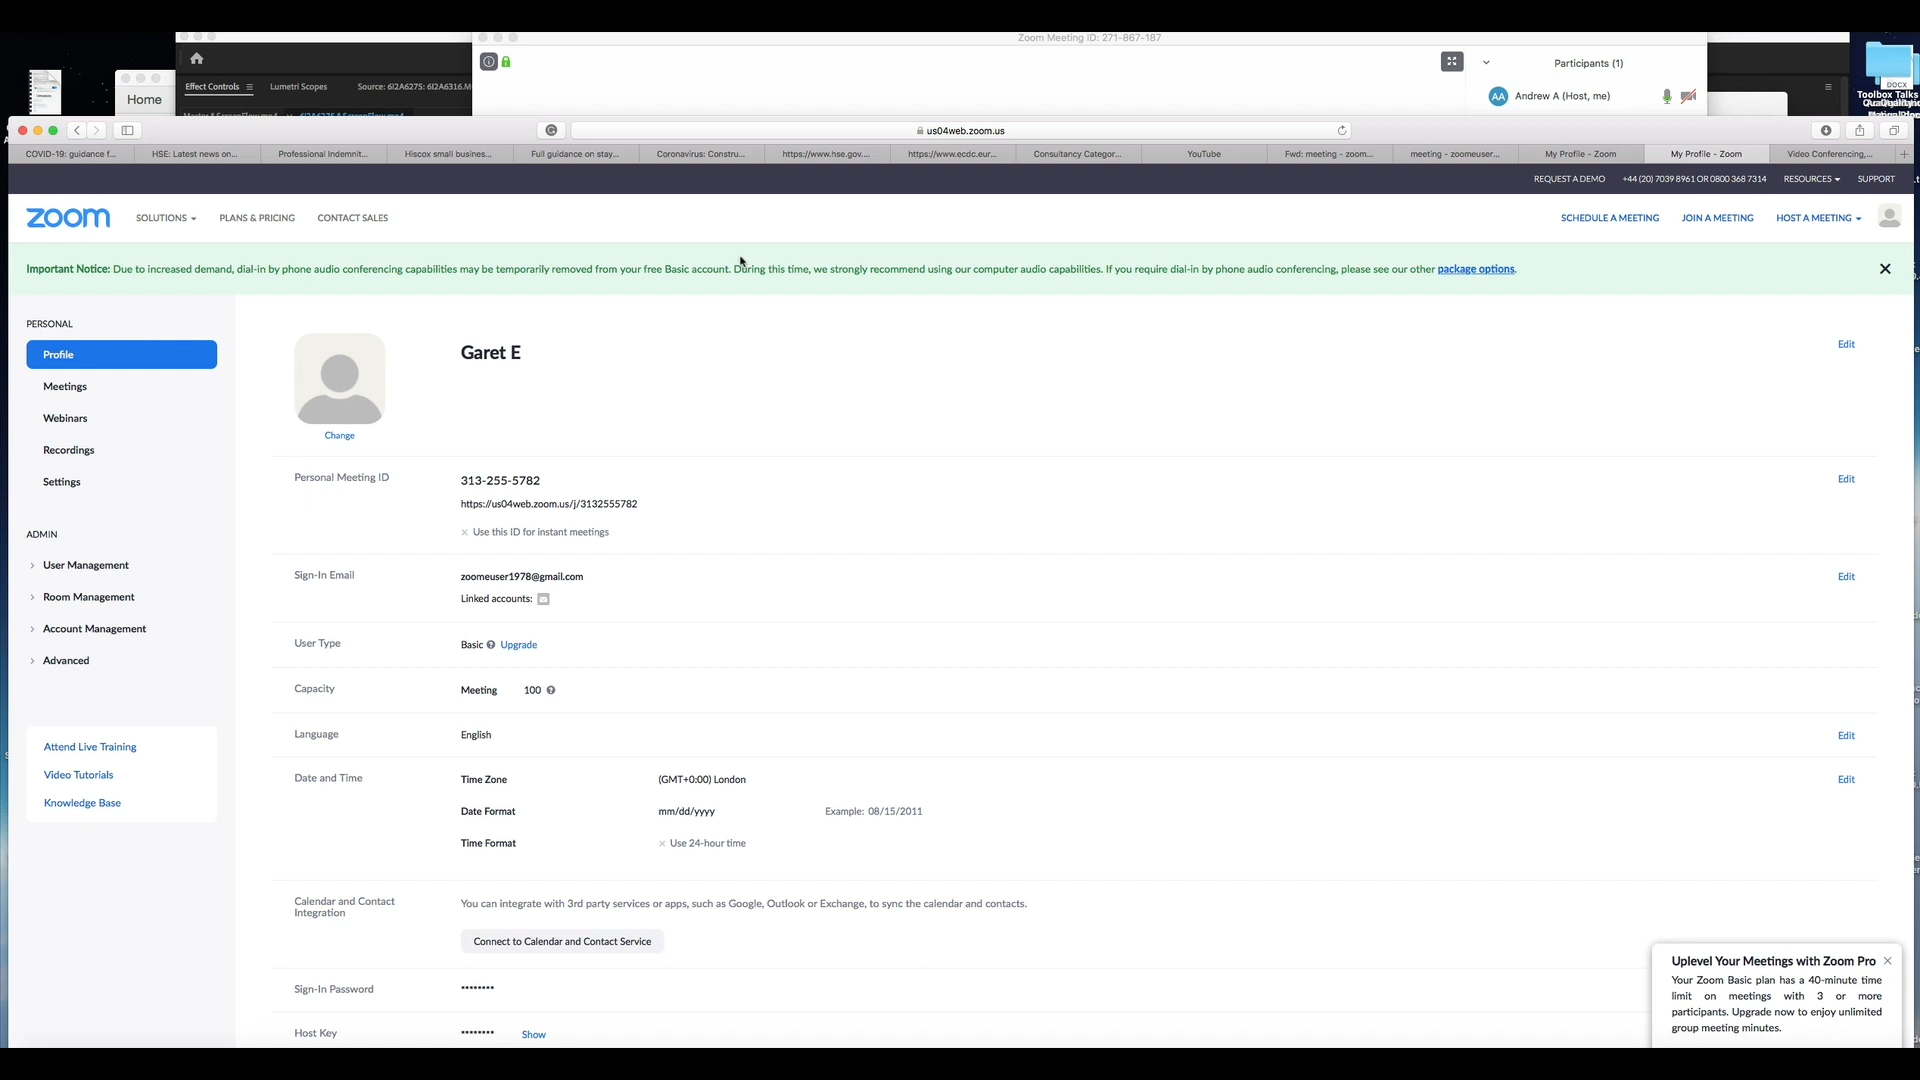 Zoom Meeting ID: 271-867-187
Participants (1)
Andrew A (Host, me)
AA
Effect Controls
Lumetri Scopes
Source: 6I2A6275: 6I2A6316.M
Home
DOCX
Toolbox Talks
us04web.zoom.us
COVID-19: guidance f...
HSE: Latest news on...
Professional Indemnit...
Hiscox small busines...
Full guidance on stay...
Coronavirus: Constru...
https://www.hse.gov....
https://www.ecdc.eur...
Consultancy Categor...
YouTube
Fwd: meeting - zoom...
meeting - zoomeuser...
My Profile - Zoom
My Profile - Zoom
Video Conferencing,...
REQUEST A DEMO
+44 (20) 7039 8961 OR 0800 368 7314
RESOURCES
SUPPORT
zoom
SOLUTIONS
PLANS & PRICING
CONTACT SALES
SCHEDULE A MEETING
JOIN A MEETING
HOST A MEETING
Important Notice: Due to increased demand, dial-in by phone audio conferencing capabilities may be temporarily removed from your free Basic account. During this time, we strongly recommend using our computer audio capabilities. If you require dial-in by phone audio conferencing, please see our other package options.
PERSONAL
Profile
Meetings
Webinars
Recordings
Settings
ADMIN
User Management
Room Management
Account Management
Advanced
Attend Live Training
Video Tutorials
Knowledge Base
Change
Garet E
Edit
Personal Meeting ID
313-255-5782
Edit
https://us04web.zoom.us/j/3132555782
Use this ID for instant meetings
Sign-In Email
zoomeuser1978@gmail.com
Edit
Linked accounts:
User Type
Basic
Upgrade
Capacity
Meeting
100
Language
English
Edit
Date and Time
Time Zone
(GMT+0:00) London
Edit
Date Format
mm/dd/yyyy
Example: 08/15/2011
Time Format
Use 24-hour time
Calendar and Contact
Integration
You can integrate with 3rd party services or apps, such as Google, Outlook or Exchange, to sync the calendar and contacts.
Connect to Calendar and Contact Service
Sign-In Password
********
Host Key
********
Show
Uplevel Your Meetings with Zoom Pro
Your Zoom Basic plan has a 40-minute time
limit on meetings with 3 or more
participants. Upgrade now to enjoy unlimited
group meeting minutes.